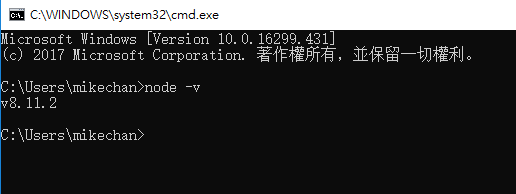 C:\WINDOWS\system32\cmd.exe
Microsoft Windows [Version 10.0.16299.431]
(c) 2017 Microsoft Corporation. 著作權所有，並保留一切權利。
C:\Users\mikechan>node -v
v8.11.2
C:\Users\mikechan>